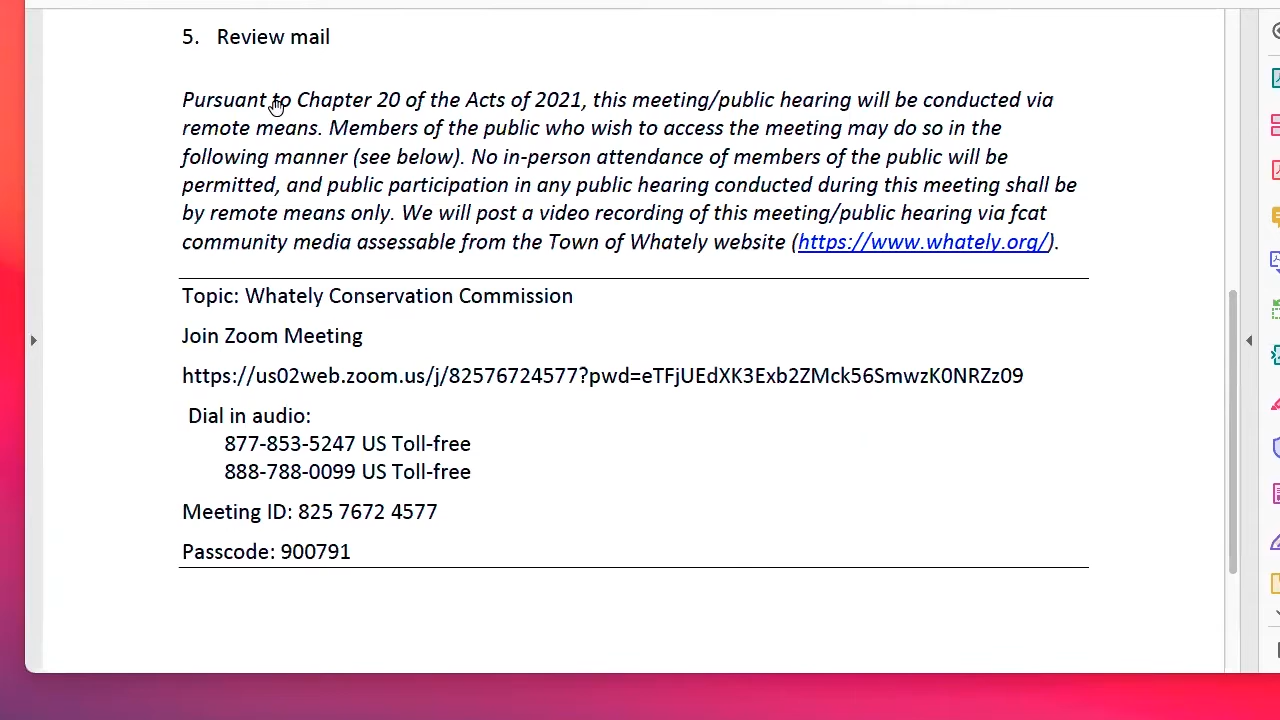 5. Review mail
Pursuant to Chapter 20 of the Acts of 2021, this meeting/public hearing will be conducted via
remote means. Members of the public who wish to access the meeting may do so in the
following manner (see below). No in-person attendance of members of the public will be
permitted, and public participation in any public hearing conducted during this meeting shall be
by remote means only. We will post a video recording of this meeting/public hearing via fcat
community media assessable from the Town of Whately website (https://www.whately.org/).
Topic: Whately Conservation Commission
Join Zoom Meeting
https://us02web.zoom.us/j/82576724577?pwd=eTFjUEdXK3Exb2ZMck56SmwzK0NRZz09
Dial in audio:
877-853-5247 US Toll-free
888-788-0099 US Toll-free
Meeting ID: 825 7672 4577
Passcode: 900791